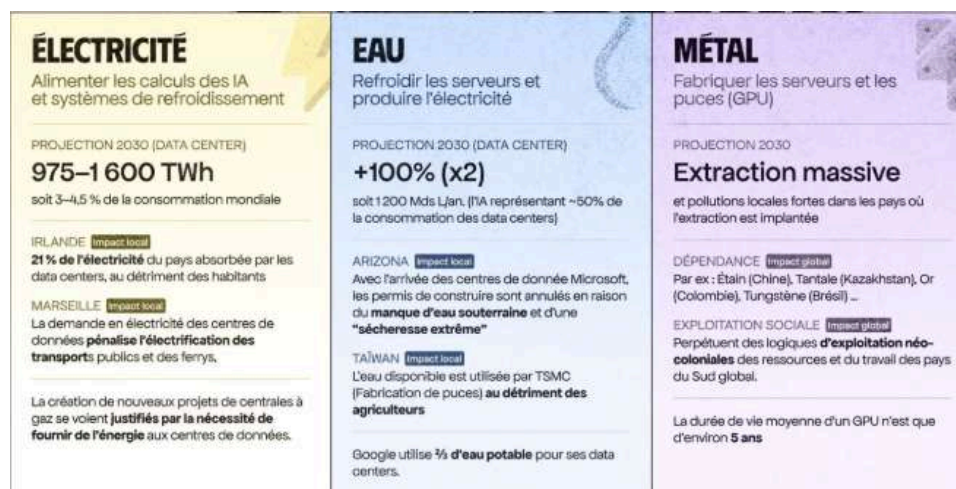 ÉLECTRICITÉ
Alimenter les calculs des IA
et systèmes de refroidissement
PROJECTION 2030 (DATA CENTER)
975–1 600 TWh
soit 3–4,5 % de la consommation mondiale
IRLANDE Impact local
21 % de l'électricité du pays absorbée par les
data centers, au détriment des habitants
MARSEILLE Impact local
La demande en électricité des centres de
données pénalise l'électrification des
transports publics et des ferrys.
La création de nouveaux projets de centrales à
gaz se voient justifiés par la nécessité de
fournir de l'énergie aux centres de données.
EAU
Refroidir les serveurs et
produire l'électricité
PROJECTION 2030 (DATA CENTER)
+100% (x2)
soit 1 200 Mds L/an. (l'IA représentant ~50% de
la consommation des data centers)
ARIZONA Impact local
Avec l'arrivée des centres de donnée Microsoft,
les permis de construire sont annulés en raison
du manque d'eau souterraine et d'une
“sécheresse extrême”
TAÏWAN Impact local
L'eau disponible est utilisée par TSMC
(Fabrication de puces) au détriment des
agriculteurs
Google utilise ⅔ d'eau potable pour ses data
centers.
MÉTAL
Fabriquer les serveurs et les
puces (GPU)
PROJECTION 2030
Extraction massive
et pollutions locales fortes dans les pays où
l'extraction est implantée
DÉPENDANCE Impact global
Par ex : Étain (Chine), Tantale (Kazakhstan), Or
(Colombie), Tungstène (Brésil) ...
EXPLOITATION SOCIALE Impact global
Perpétuent des logiques d'exploitation néo-
coloniales des ressources et du travail des pays
du Sud global.
La durée de vie moyenne d'un GPU n'est que
d'environ 5 ans